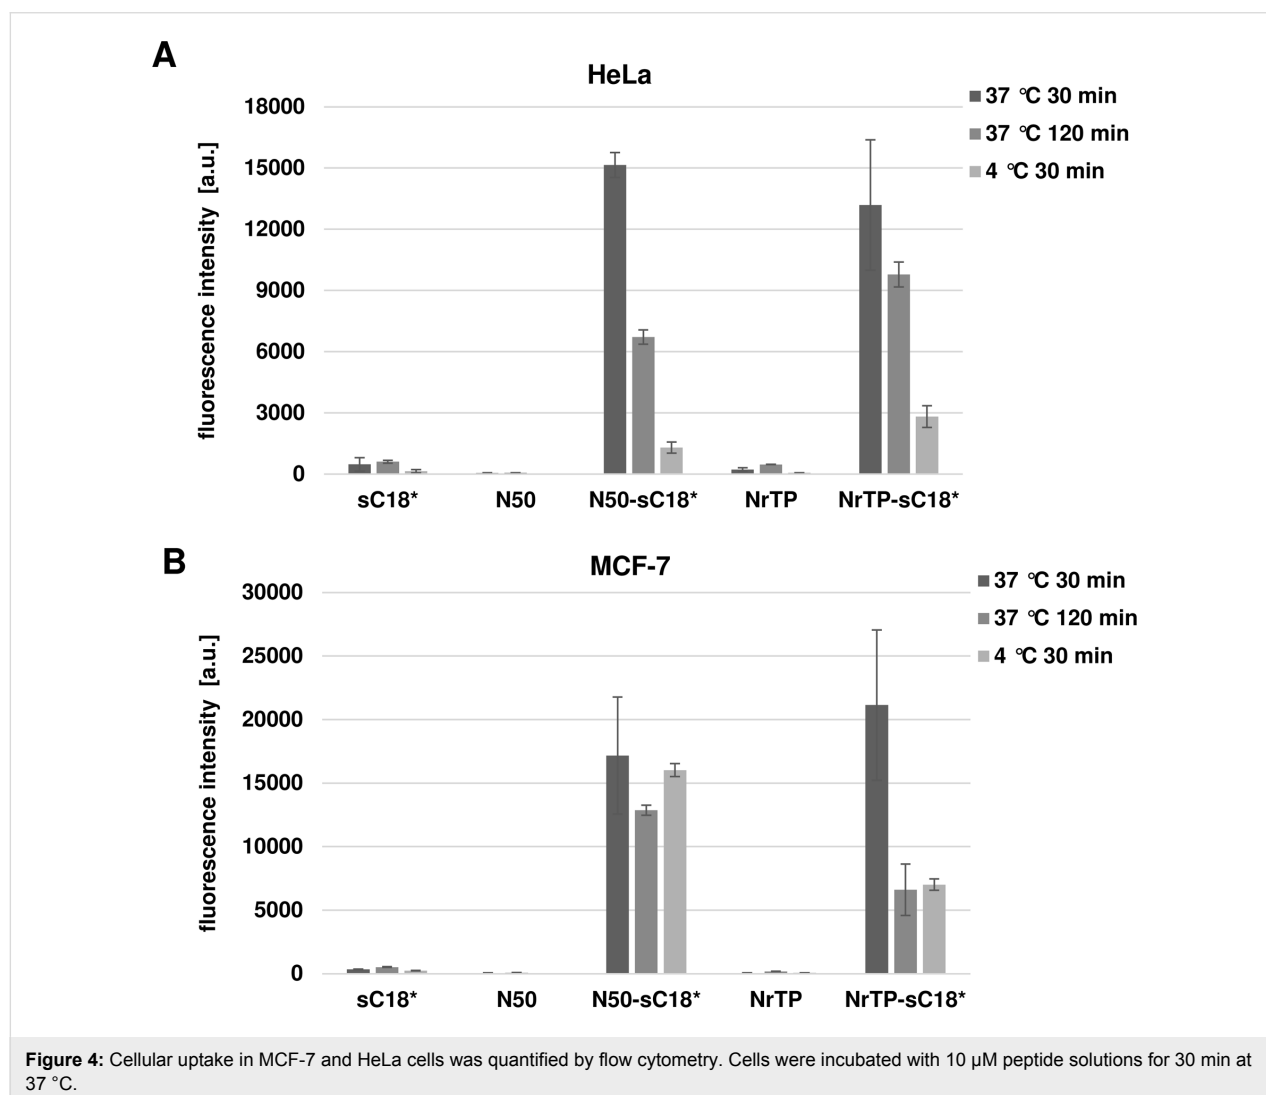 A
HeLa
18000
15000
12000
9000
6000
3000
0
fluorescence intensity [a.u.]
37 °C 30 min
37 °C 120 min
4 °C 30 min
sC18* N50 N50-sC18* NrTP NrTP-sC18*
B
MCF-7
30000
25000
20000
15000
10000
5000
0
fluorescence intensity [a.u.]
37 °C 30 min
37 °C 120 min
4 °C 30 min
sC18* N50 N50-sC18* NrTP NrTP-sC18*
Figure 4: Cellular uptake in MCF-7 and HeLa cells was quantified by flow cytometry. Cells were incubated with 10 µM peptide solutions for 30 min at
37 °C.